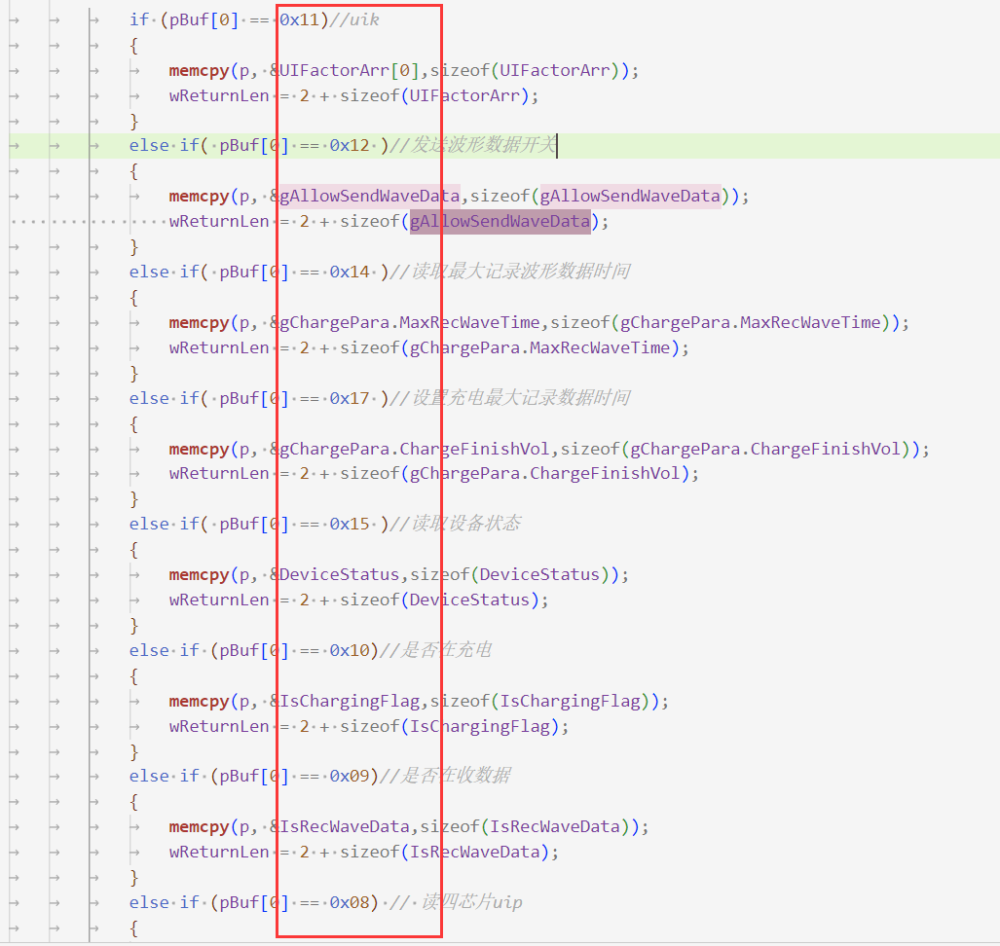 if (pBuf[0] == 0x11)//uik
{
memcpy(p, &UIFactorArr[0],sizeof(UIFactorArr));
wReturnLen = 2 + sizeof(UIFactorArr);
}
else if( pBuf[0] == 0x12 )//发送波形数据开关
{
memcpy(p, &gAllowSendWaveData,sizeof(gAllowSendWaveData));
wReturnLen = 2 + sizeof(gAllowSendWaveData);
}
else if( pBuf[0] == 0x14 )//读取最大记录波形数据时间
{
memcpy(p, &gChargePara.MaxRecWaveTime,sizeof(gChargePara.MaxRecWaveTime));
wReturnLen = 2 + sizeof(gChargePara.MaxRecWaveTime);
}
else if( pBuf[0] == 0x17 )//设置充电最大记录数据时间
{
memcpy(p, &gChargePara.ChargeFinishVol,sizeof(gChargePara.ChargeFinishVol));
wReturnLen = 2 + sizeof(gChargePara.ChargeFinishVol);
}
else if( pBuf[0] == 0x15 )//读取设备状态
{
memcpy(p, &DeviceStatus,sizeof(DeviceStatus));
wReturnLen = 2 + sizeof(DeviceStatus);
}
else if (pBuf[0] == 0x10)//是否在充电
{
memcpy(p, &IsChargingFlag,sizeof(IsChargingFlag));
wReturnLen = 2 + sizeof(IsChargingFlag);
}
else if (pBuf[0] == 0x09)//是否在收数据
{
memcpy(p, &IsRecWaveData,sizeof(IsRecWaveData));
wReturnLen = 2 + sizeof(IsRecWaveData);
}
else if (pBuf[0] == 0x08) // 读四芯片uip
{